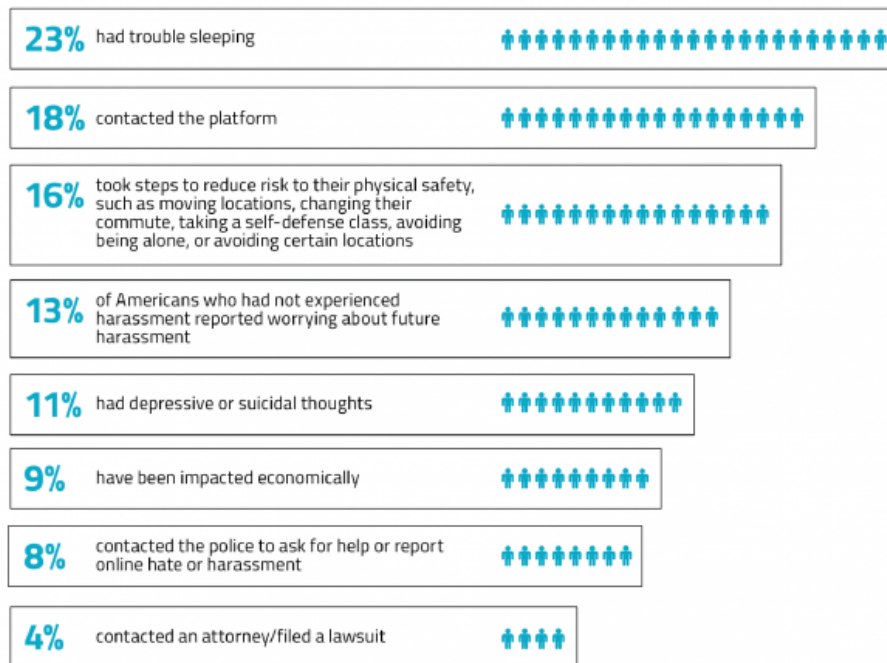 23% had trouble sleeping
18% contacted the platform
16% took steps to reduce risk to their physical safety,
such as moving locations, changing their
commute, taking a self-defense class, avoiding
being alone, or avoiding certain locations
13% of Americans who had not experienced
harassment reported worrying about future
harassment
11% had depressive or suicidal thoughts
9% have been impacted economically
8% contacted the police to ask for help or report
online hate or harassment
4% contacted an attorney/filed a lawsuit